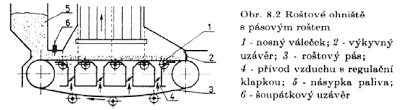 5
6
1
2
3
4
Obr. 8.2 Roštové ohniště
s pásovým roštem
1 - nosný váleček; 2 - výkyvný
uzávěr; 3 - roštový pás;
4 - přívod vzduchu s regulační
klapkou; 5 - násypka paliva;
6 - šoupátkový uzávěr